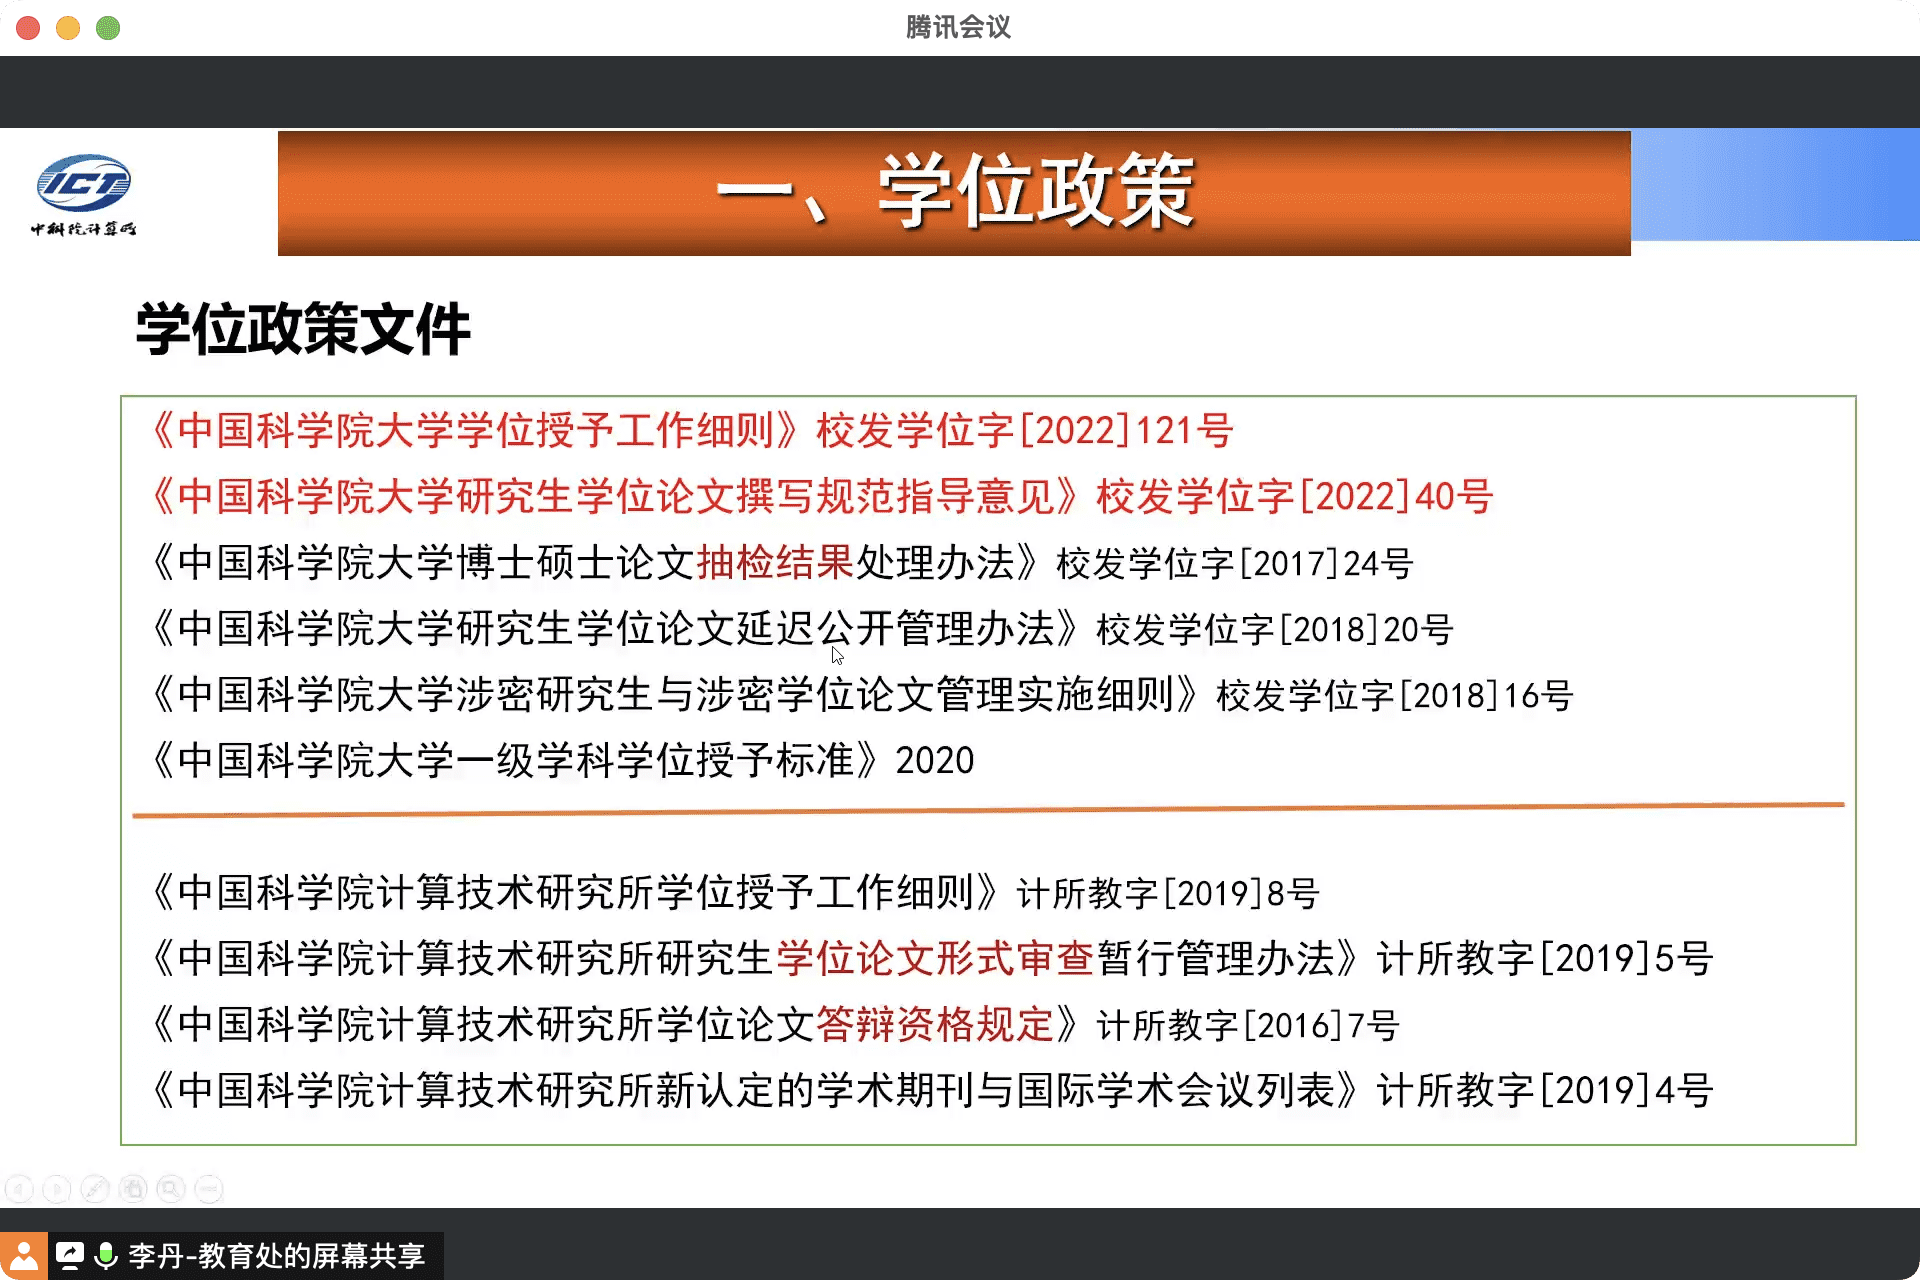 腾讯会议
ICT
中科院计算所
一、学位政策
学位政策文件
《中国科学院大学学位授予工作细则》校发学位字[2022]121号
《中国科学院大学研究生学位论文撰写规范指导意见》校发学位字[2022]40号
《中国科学院大学博士硕士论文抽检结果处理办法》校发学位字[2017]24号
《中国科学院大学研究生学位论文延迟公开管理办法》校发学位字[2018]20号
《中国科学院大学涉密研究生与涉密学位论文管理实施细则》校发学位字[2018]16号
《中国科学院大学一级学科学位授予标准》2020
《中国科学院计算技术研究所学位授予工作细则》计所教字[2019]8号
《中国科学院计算技术研究所研究生学位论文形式审查暂行管理办法》计所教字[2019]5号
《中国科学院计算技术研究所学位论文答辩资格规定》计所教字[2016]7号
《中国科学院计算技术研究所新认定的学术期刊与国际学术会议列表》计所教字[2019]4号
李丹-教育处的屏幕共享